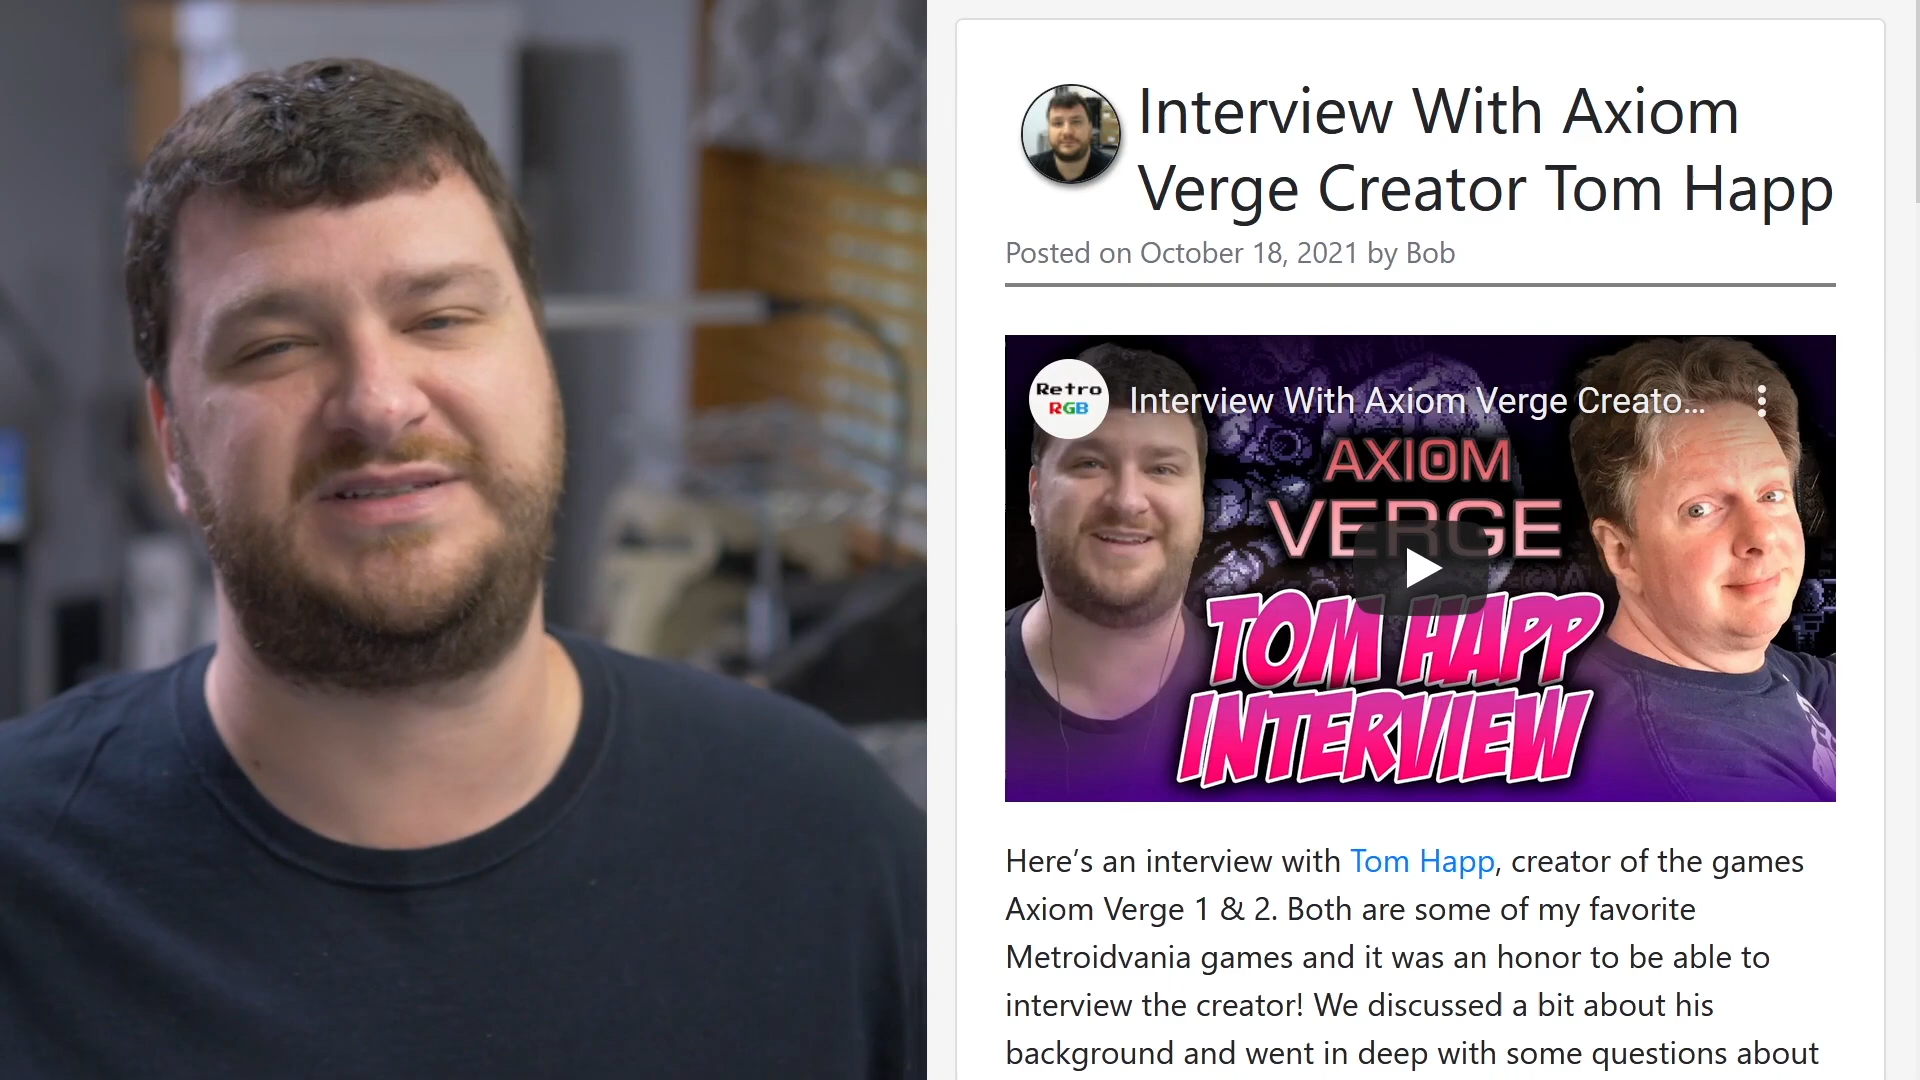 Interview With Axiom
Verge Creator Tom Happ
Posted on October 18, 2021 by Bob
Retro
RGB
Interview With Axiom Verge Creato...
AXIOM
VERGE
TOM HAPP
INTERVIEW
Here’s an interview with Tom Happ, creator of the games
Axiom Verge 1 & 2. Both are some of my favorite
Metroidvania games and it was an honor to be able to
interview the creator! We discussed a bit about his
background and went in deep with some questions about